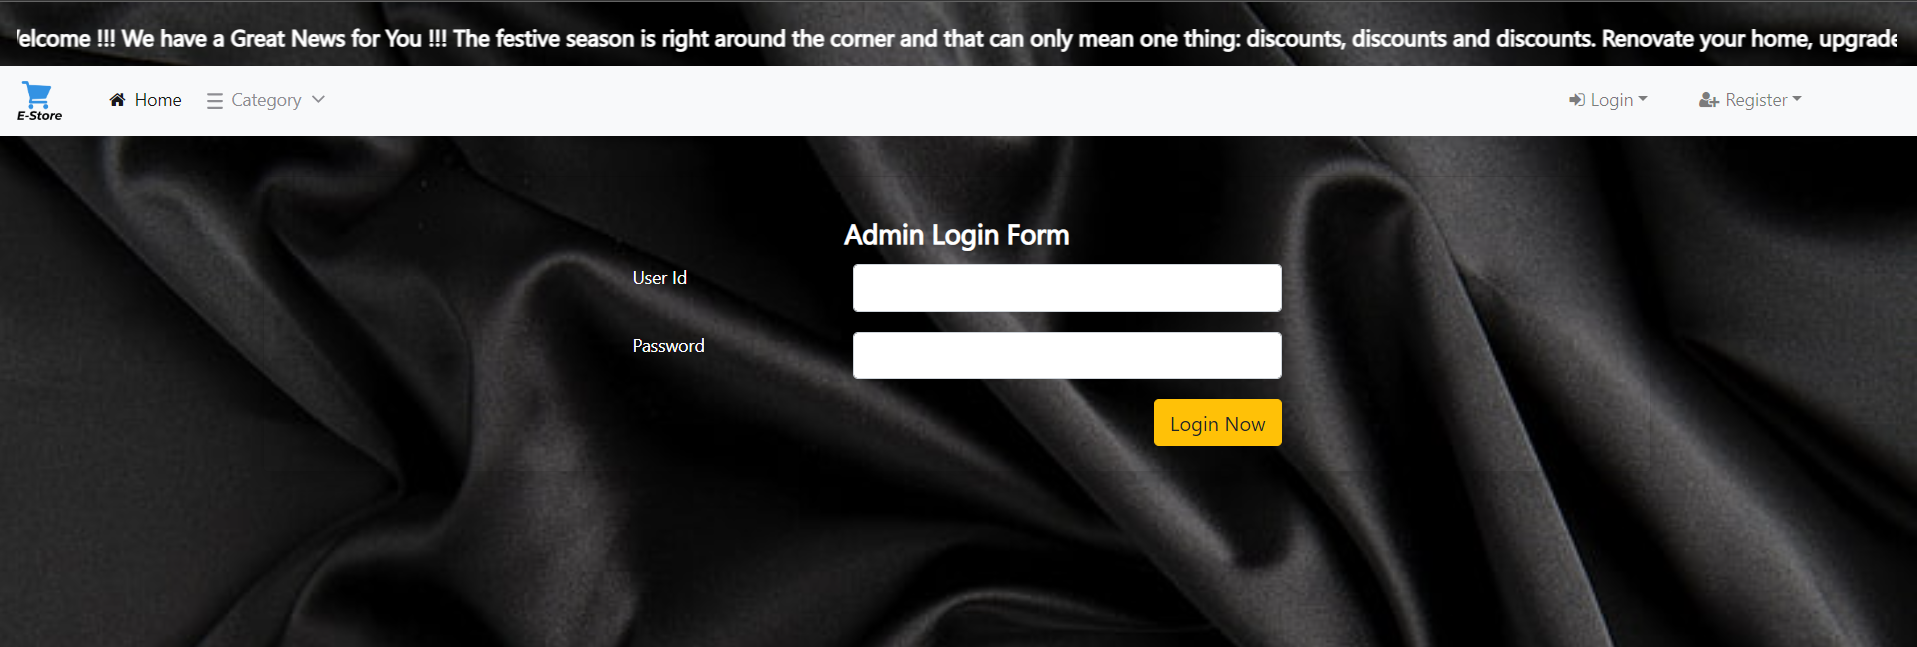 elcome !!! We have a Great News for You !!! The festive season is right around the corner and that can only mean one thing: discounts, discounts and discounts. Renovate your home, upgrade
E-Store
Home
Category
Login
Register
Admin Login Form
User Id
Password
Login Now